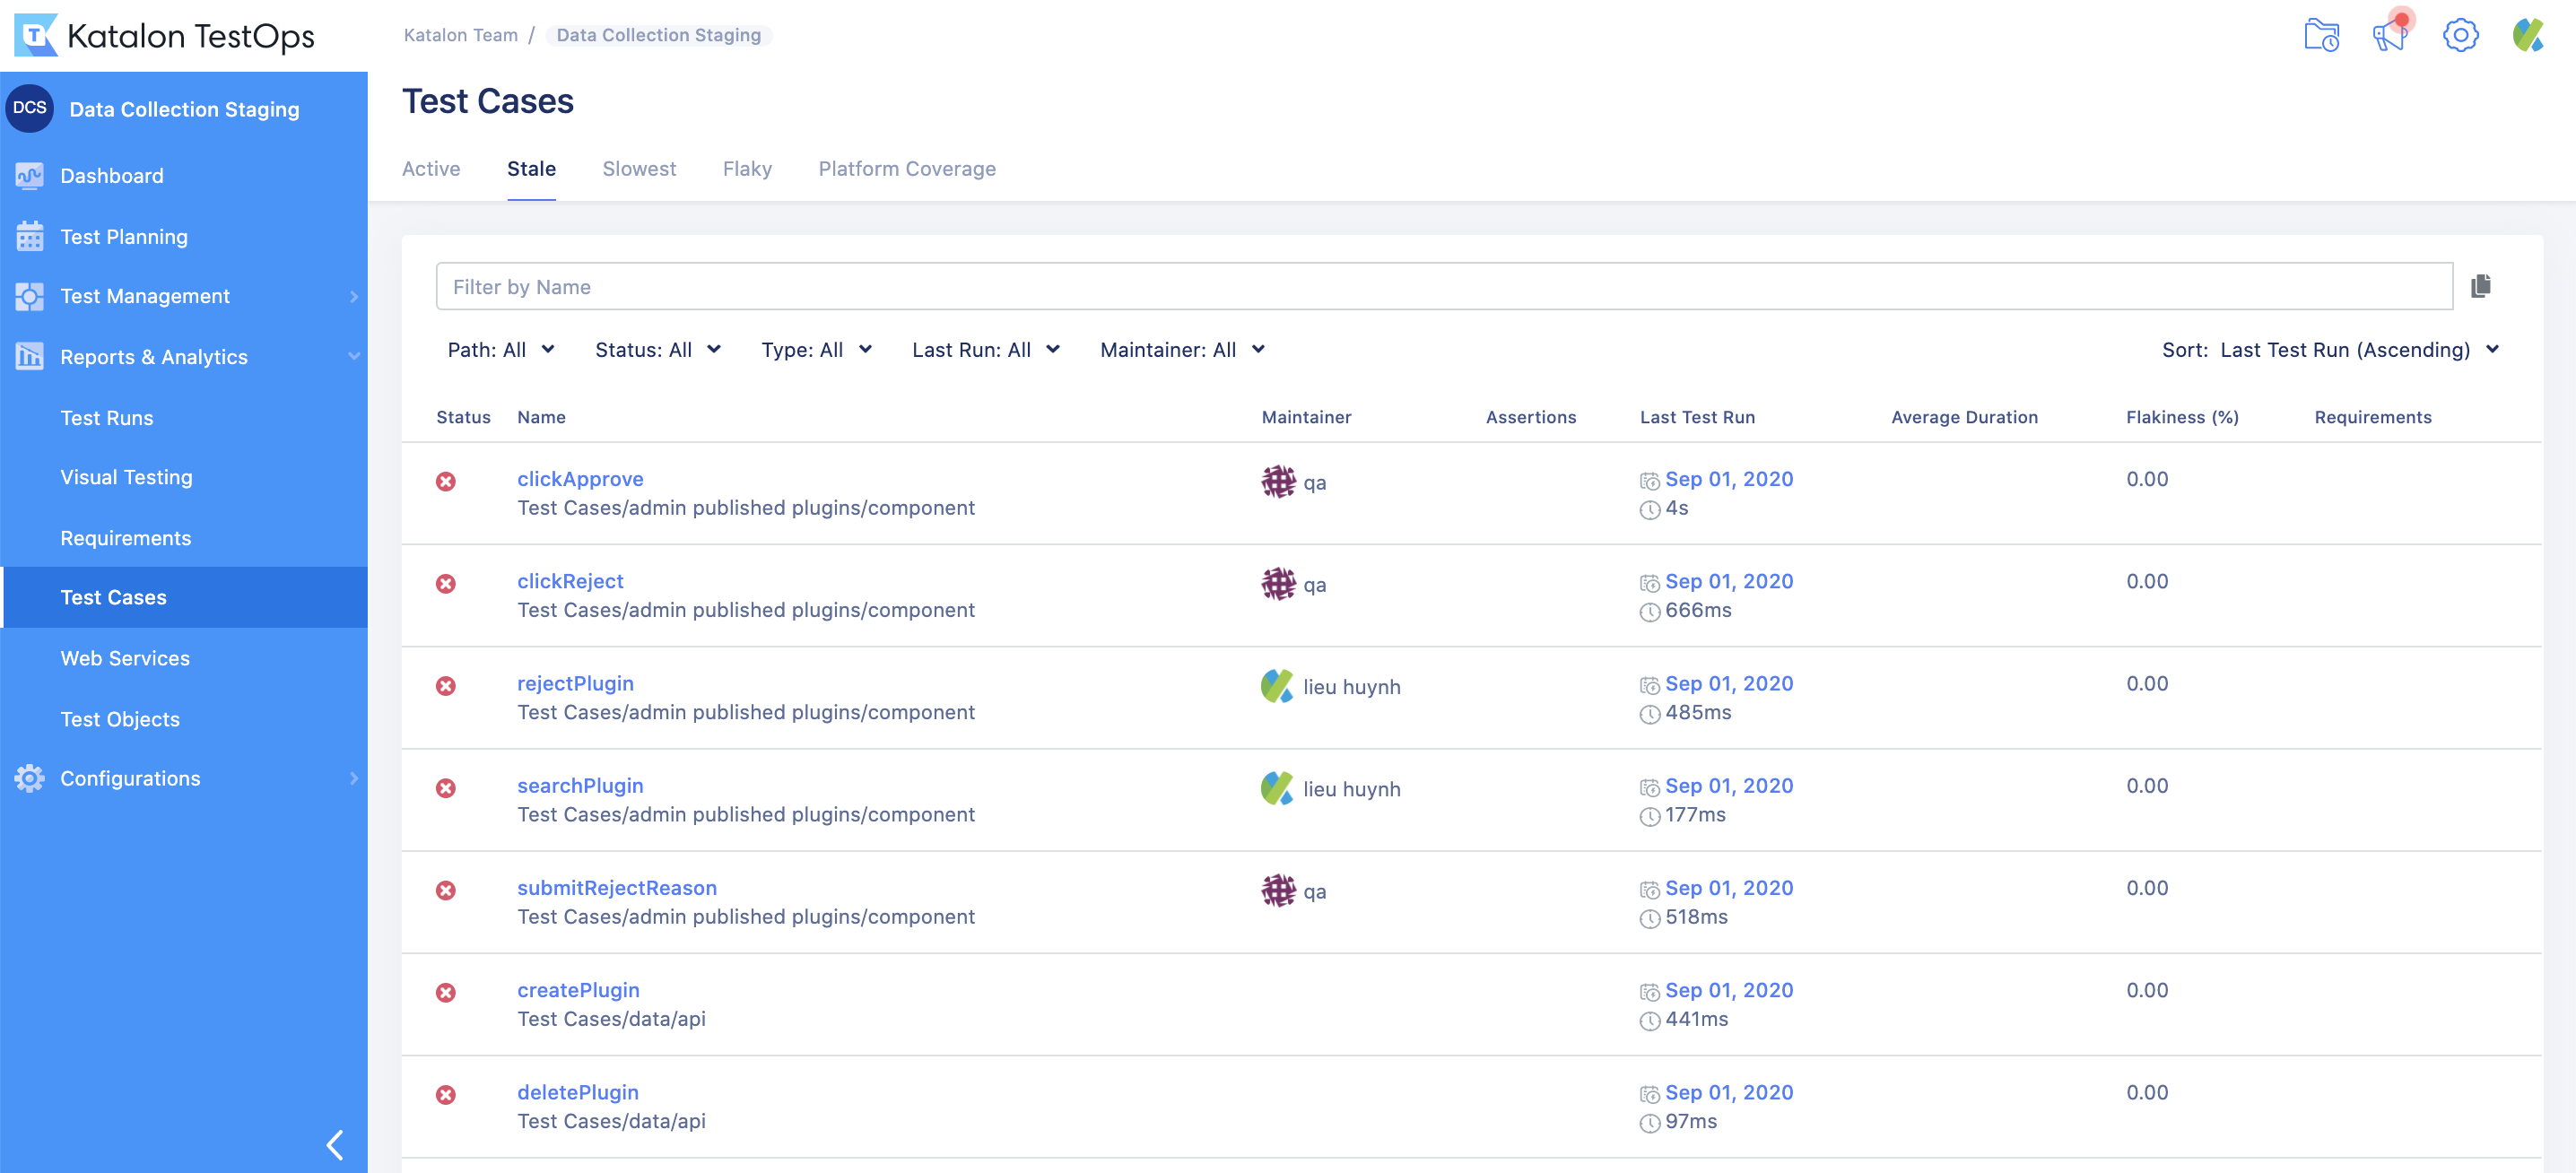 Katalon TestOps
Katalon Team / Data Collection Staging
DCS Data Collection Staging
Dashboard
Test Planning
Test Management
Reports & Analytics
Test Runs
Visual Testing
Requirements
Test Cases
Web Services
Test Objects
Configurations
Test Cases
Active Stale Slowest Flaky Platform Coverage
Filter by Name
Path: All Status: All Type: All Last Run: All Maintainer: All Sort: Last Test Run (Ascending)
Status Name Maintainer Assertions Last Test Run Average Duration Flakiness (%) Requirements
clickApprove qa Sep 01, 2020 0.00
Test Cases/admin published plugins/component 4s
clickReject qa Sep 01, 2020 0.00
Test Cases/admin published plugins/component 666ms
rejectPlugin lieu huynh Sep 01, 2020 0.00
Test Cases/admin published plugins/component 485ms
searchPlugin lieu huynh Sep 01, 2020 0.00
Test Cases/admin published plugins/component 177ms
submitRejectReason qa Sep 01, 2020 0.00
Test Cases/admin published plugins/component 518ms
createPlugin Sep 01, 2020 0.00
Test Cases/data/api 441ms
deletePlugin Sep 01, 2020 0.00
Test Cases/data/api 97ms